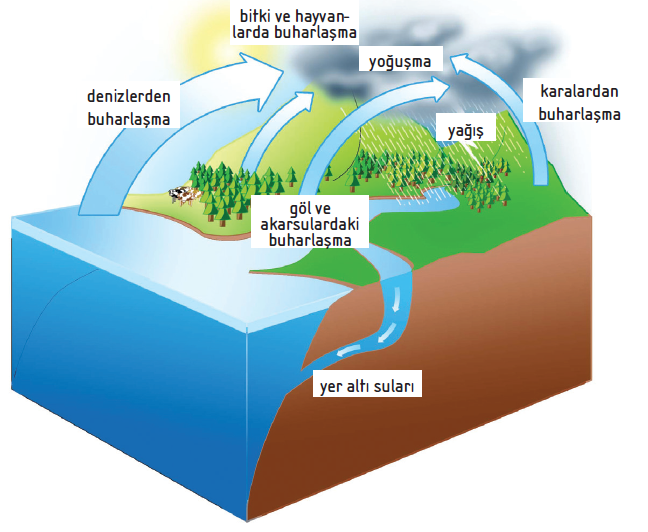 bitki ve hayvan-
larda buharlaşma
yoğuşma
denizlerden
buharlaşma
karalardan
buharlaşma
yağış
göl ve
akarsulardaki
buharlaşma
yer altı suları